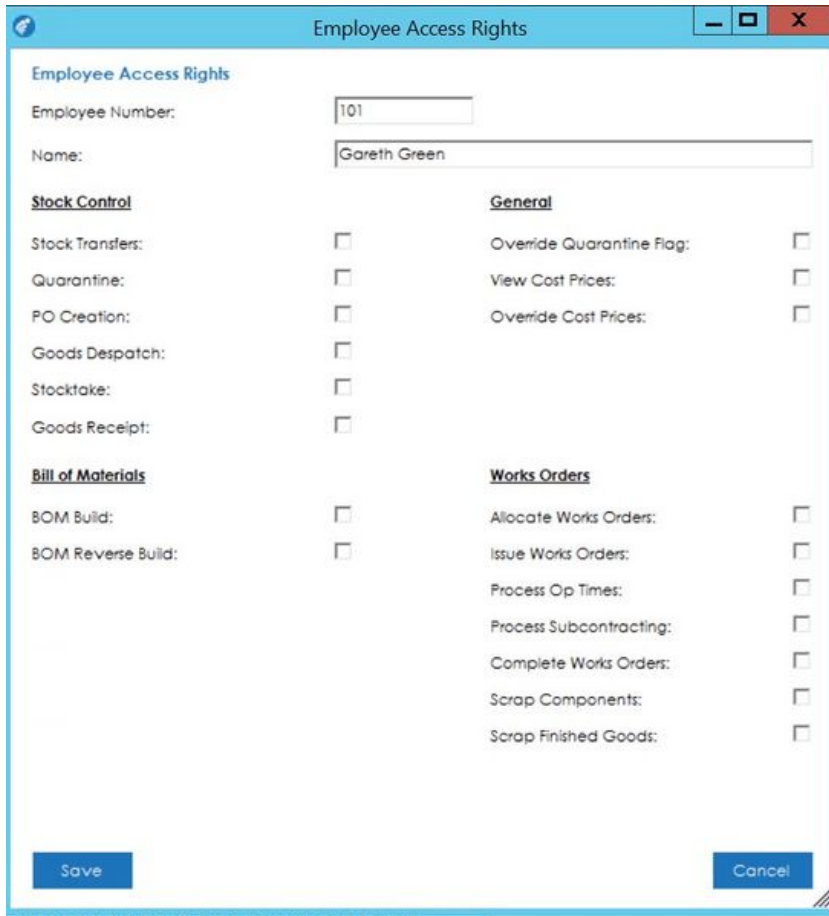 Employee Access Rights
Employee Access Rights
Employee Number: 101
Name: Gareth Green
Stock Control General
Stock Transfers: Override Quarantine Flag:
Quarantine: View Cost Prices:
PO Creation: Override Cost Prices:
Goods Despatch:
Stocktake:
Goods Receipt:
Bill of Materials Works Orders
BOM Build: Allocate Works Orders:
BOM Reverse Build: Issue Works Orders:
Process Op Times:
Process Subcontracting:
Complete Works Orders:
Scrap Components:
Scrap Finished Goods:
Save Cancel